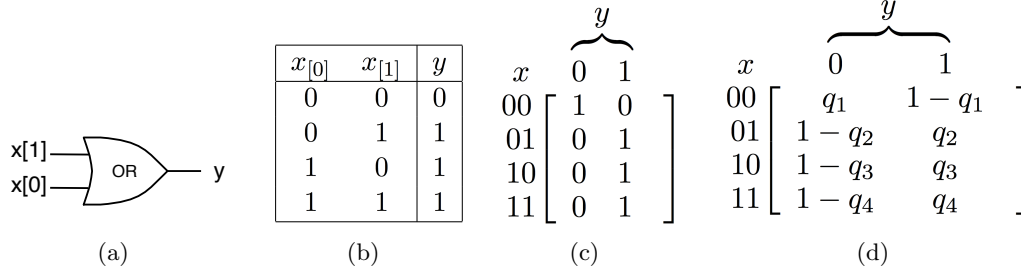 x[1]
x[0]
OR
y
(a)
x[0] x[1] y
0 0 0
0 1 1
1 0 1
1 1 1
(b)
y
x 0 1
00 1 0
01 0 1
10 0 1
11 0 1
(c)
y
x 0 1
00 q1 1 − q1
01 1 − q2 q2
10 1 − q3 q3
11 1 − q4 q4
(d)